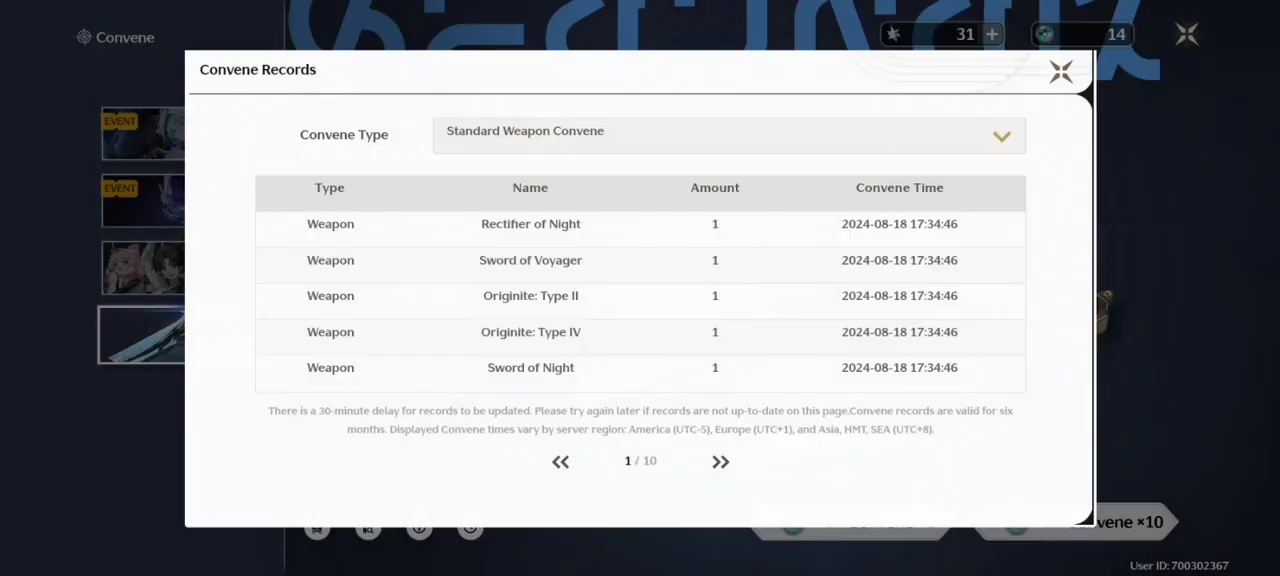 Convene
31
14
Convene Records
EVENT
Convene Type
Standard Weapon Convene
EVENT
Type Name Amount Convene Time
Weapon Rectifier of Night 1 2024-08-18 17:34:46
Weapon Sword of Voyager 1 2024-08-18 17:34:46
Weapon Originite: Type II 1 2024-08-18 17:34:46
Weapon Originite: Type IV 1 2024-08-18 17:34:46
Weapon Sword of Night 1 2024-08-18 17:34:46
There is a 30-minute delay for records to be updated. Please try again later if records are not up-to-date on this page.Convene records are valid for six
months. Displayed Convene times vary by server region: America (UTC-5), Europe (UTC+1), and Asia, HMT, SEA (UTC+8).
1 / 10
vene ×10
User ID: 700302367